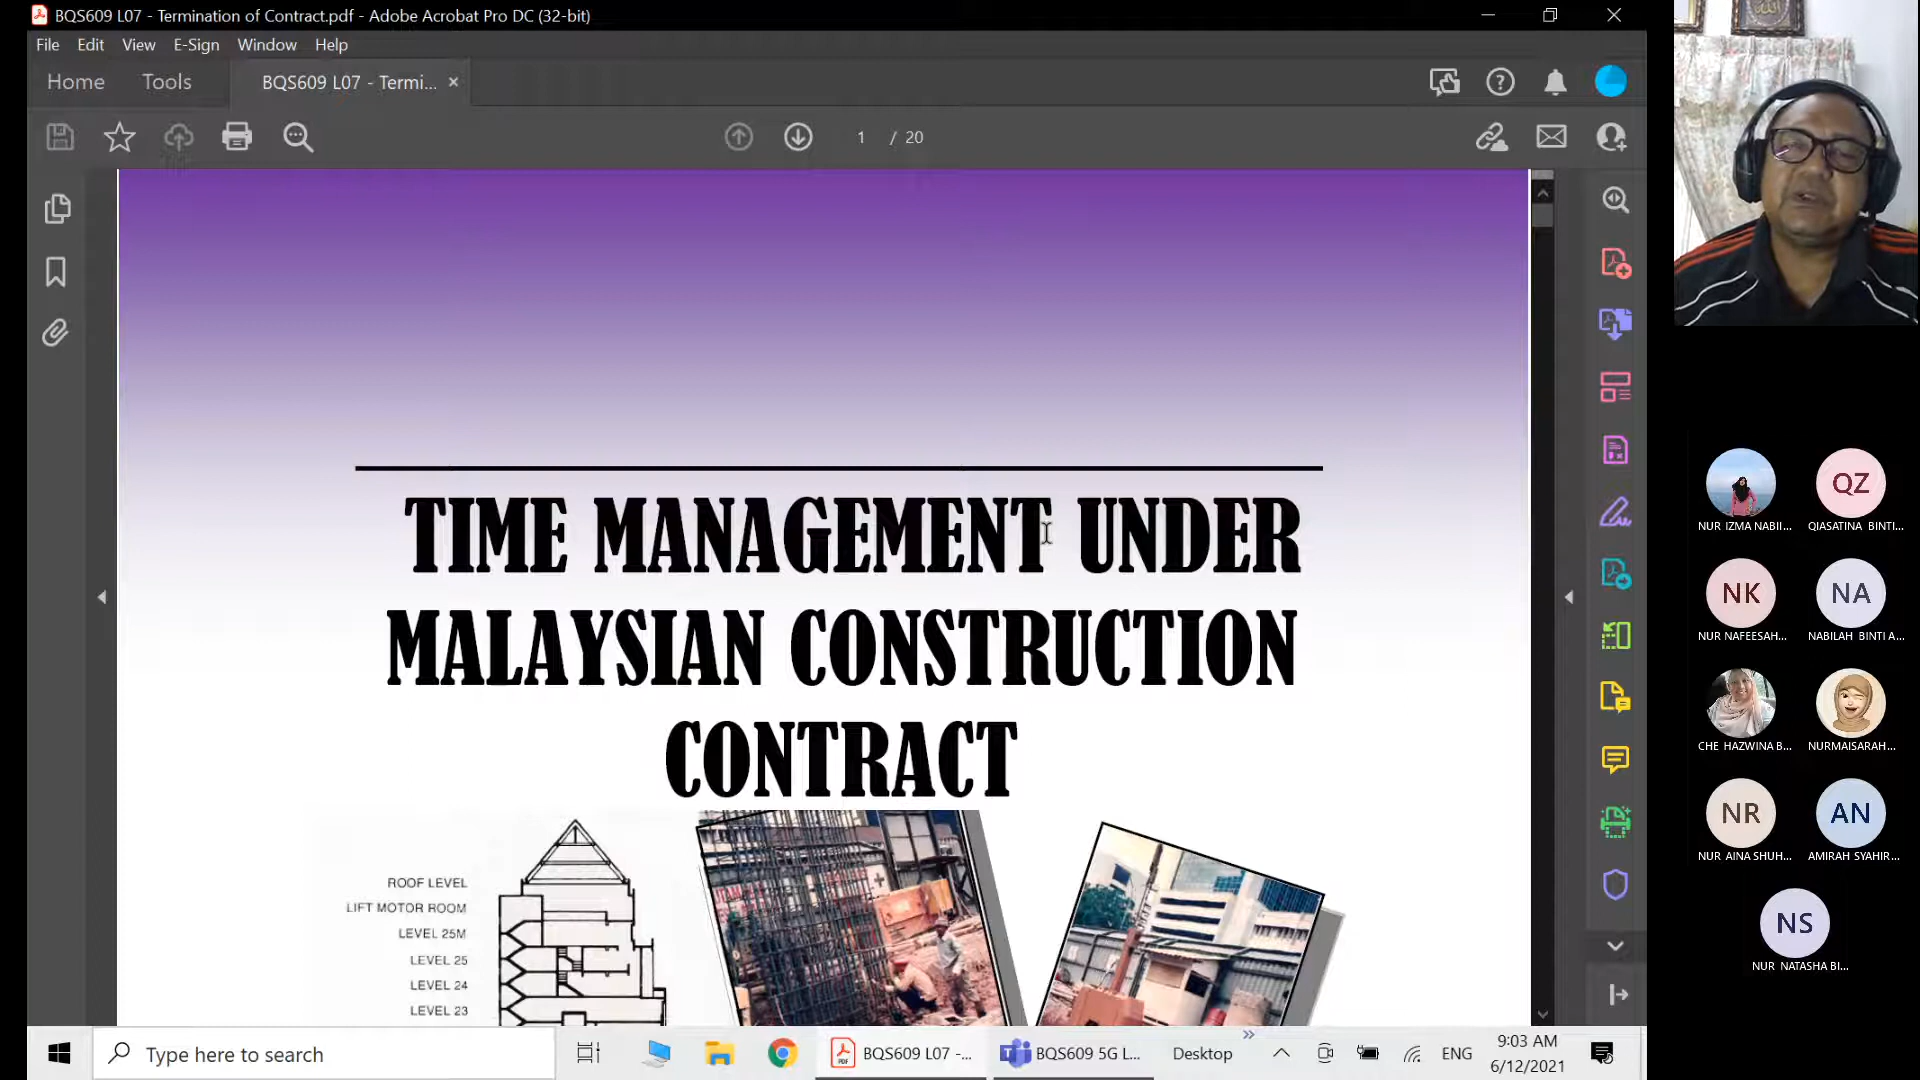 BQS609 L07 - Termination of Contract.pdf - Adobe Acrobat Pro DC (32-bit)
File Edit View E-Sign Window Help
Home Tools BQS609 L07 - Termi...
1 / 20
TIME MANAGEMENT UNDER
MALAYSIAN CONSTRUCTION
CONTRACT
ROOF LEVEL
LIFT MOTOR ROOM
LEVEL 25M
LEVEL 25
LEVEL 24
LEVEL 23
QZ
NUR IZMA NABII... QIASATINA BINTI...
NK NA
NUR NAFEESAH... NABILAH BINTI A...
CHE HAZWINA B... NURMAISARAH...
NR AN
NUR AINA SHUH... AMIRAH SYAHIR...
NS
NUR NATASHA BI...
Type here to search
BQS609 L07 -... BQS609 5G L... Desktop ENG 9:03 AM
6/12/2021